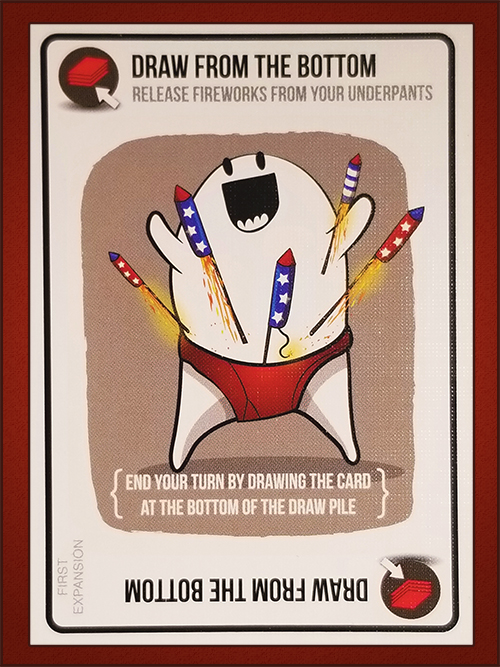 DRAW FROM THE BOTTOM
RELEASE FIREWORKS FROM YOUR UNDERPANTS
{ END YOUR TURN BY DRAWING THE CARD
AT THE BOTTOM OF THE DRAW PILE }
FIRST
EXPANSION
DRAW FROM THE BOTTOM